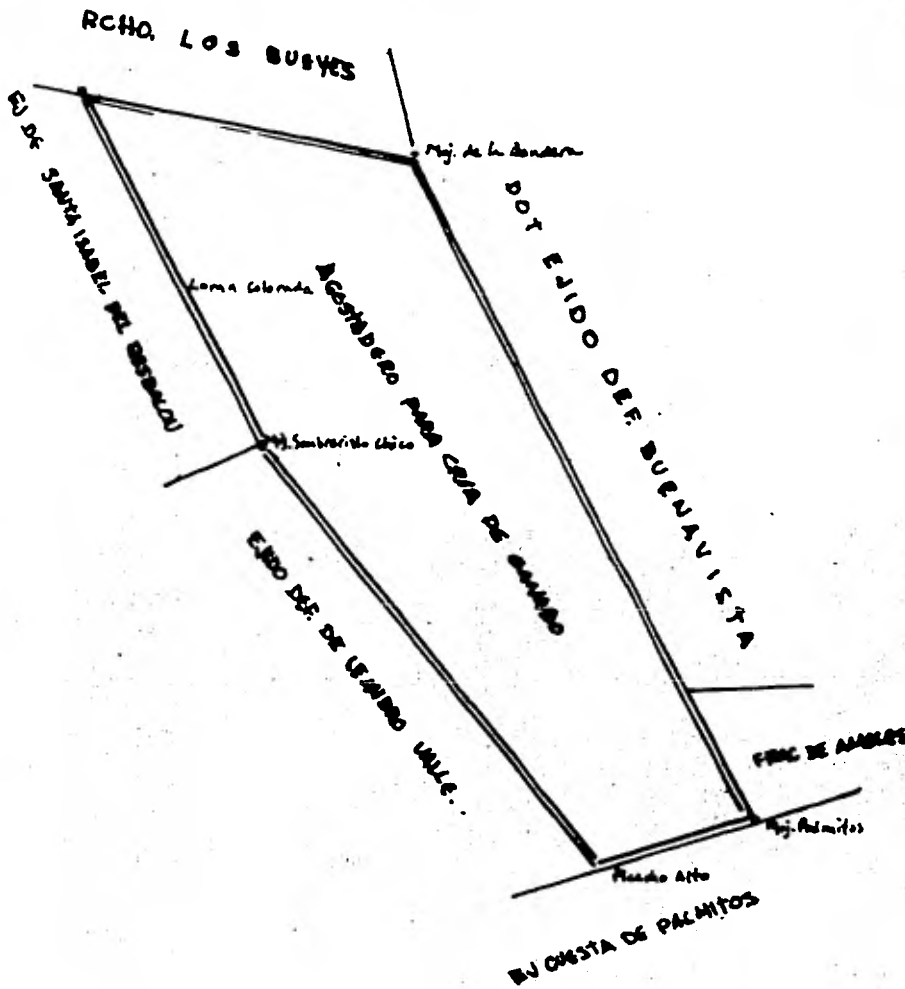 RCHO. LOS BUEYES
Moj. de la Bandera
EJ DE SANTA ISABEL DEL
DOT EJIDO DEF. BUENAVISTA
Loma Colorada
AGOSTADERO PARA CRIA DE GANADO
Moj. Sombrerito Chico
EJIDO DEF. DE LEANDRO VALLE.
FRAC DE
Moj. Palmitos
Alto
EJ CUESTA DE PALMITOS